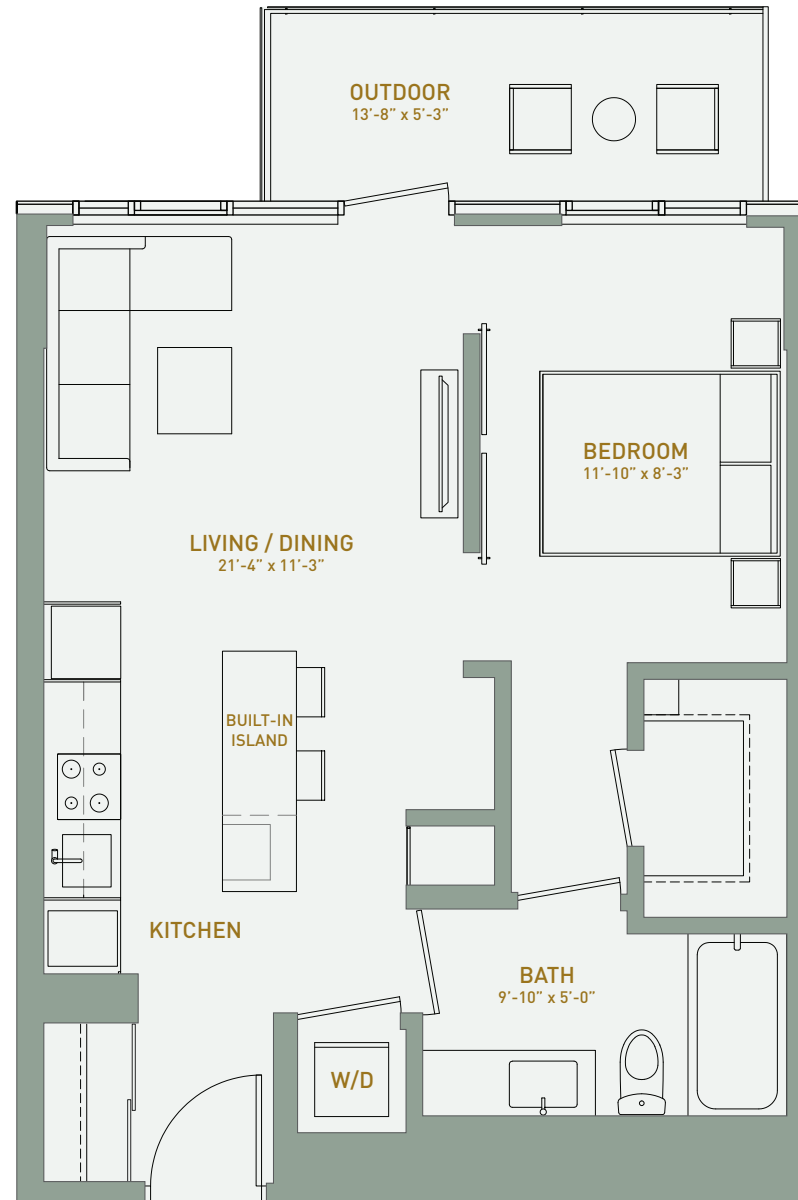 OUTDOOR
13’-8” x 5’-3”
BEDROOM
11’-10” x 8’-3”
LIVING / DINING
21’-4” x 11’-3”
BUILT-IN
ISLAND
KITCHEN
BATH
9’-10” x 5’-0”
W/D